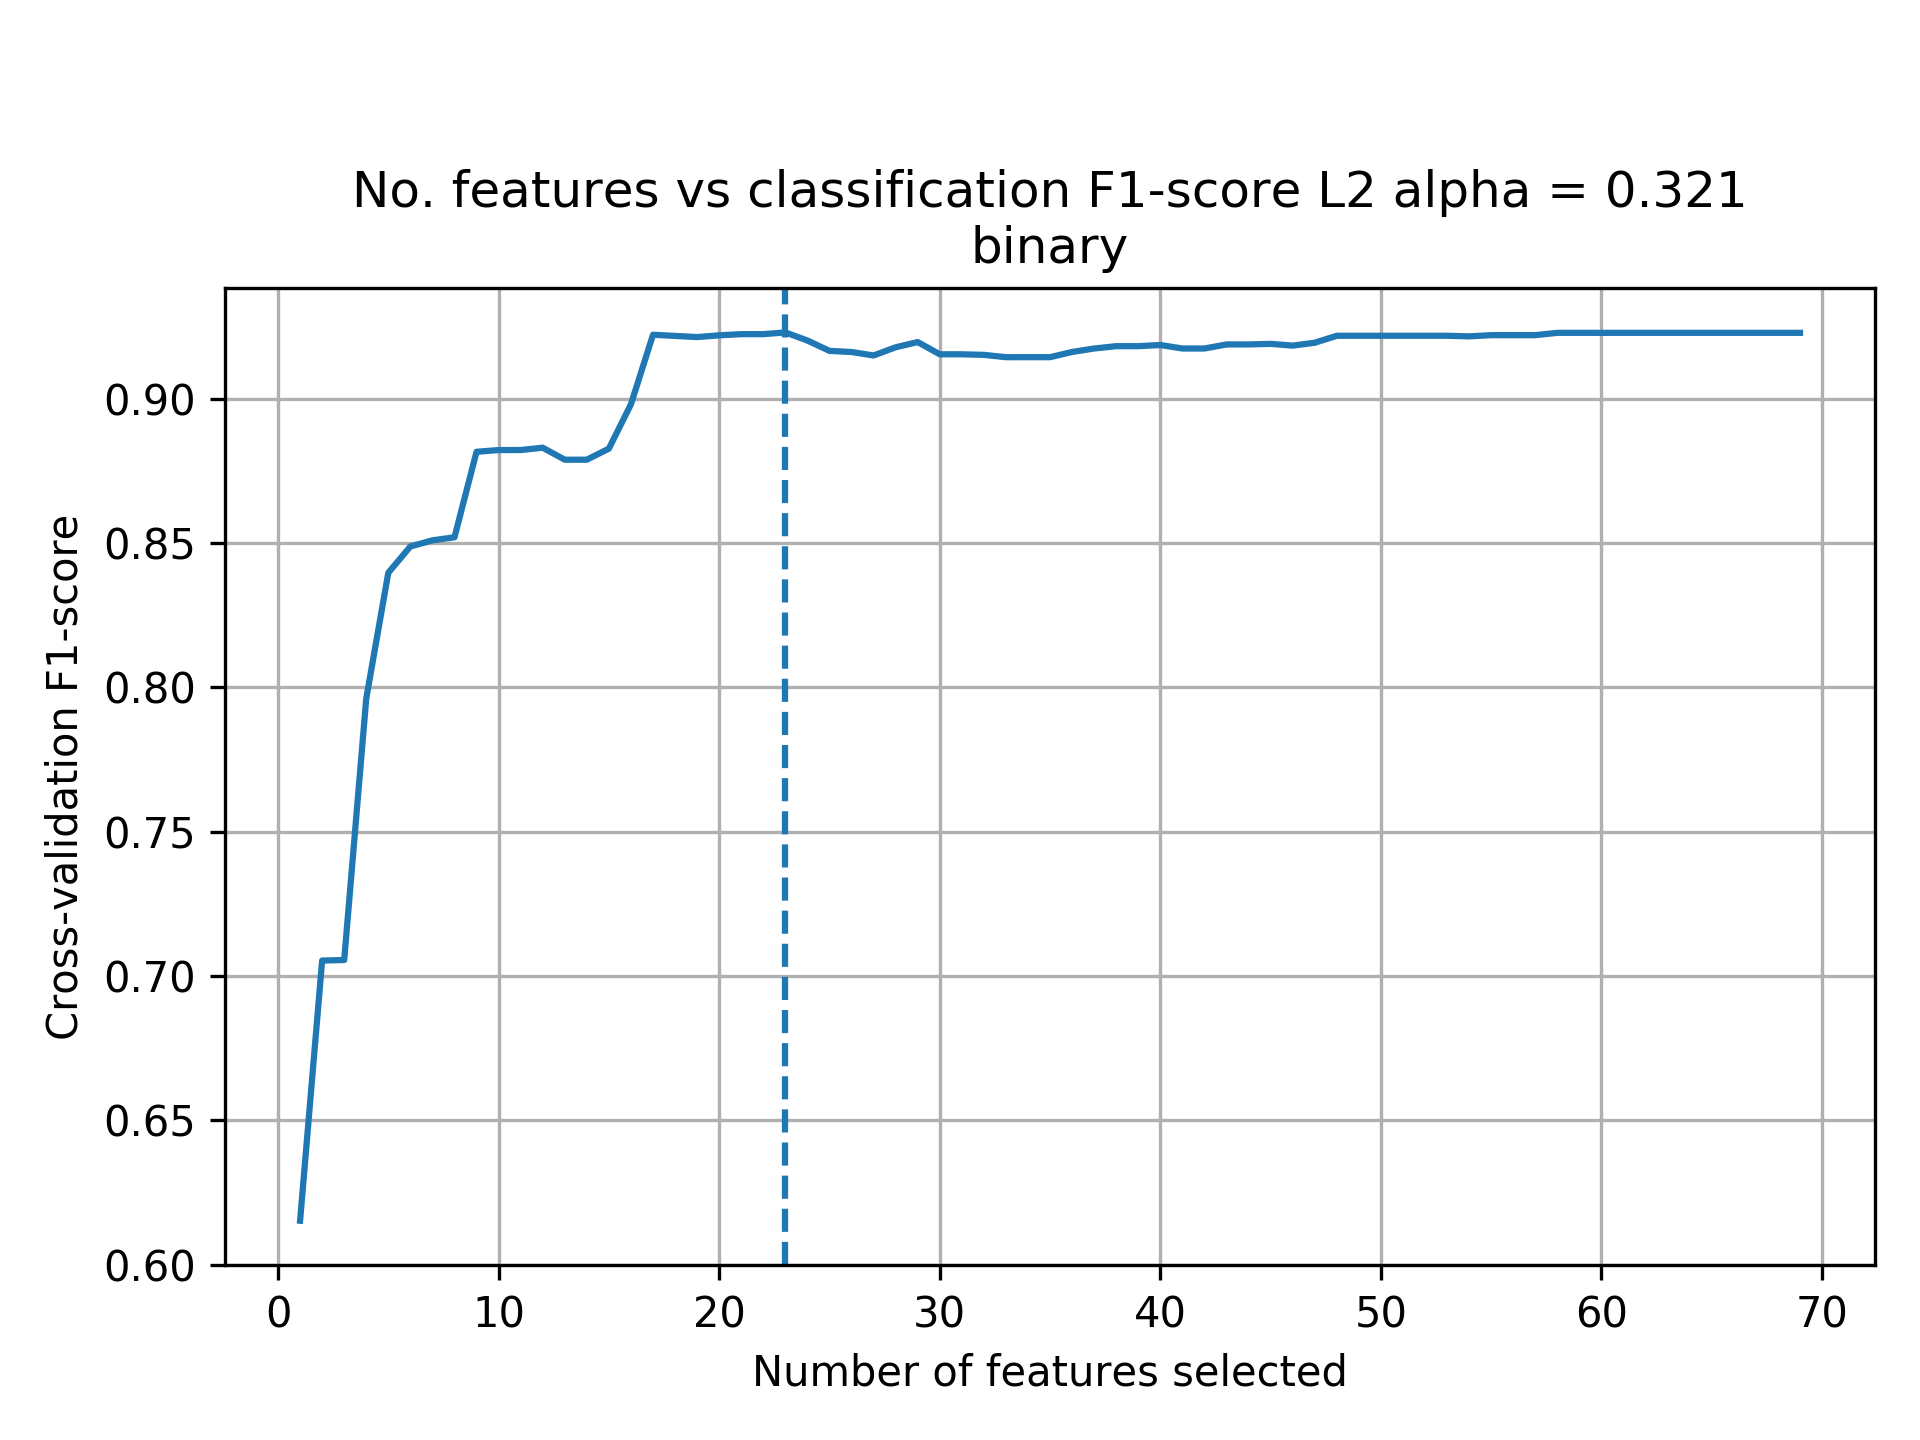 No. features vs classification F1-score L2 alpha = 0.321
binary
Cross-validation F1-score
0.90
0.85
0.80
0.75
0.70
0.65
0.60
0 10 20 30 40 50 60 70
Number of features selected